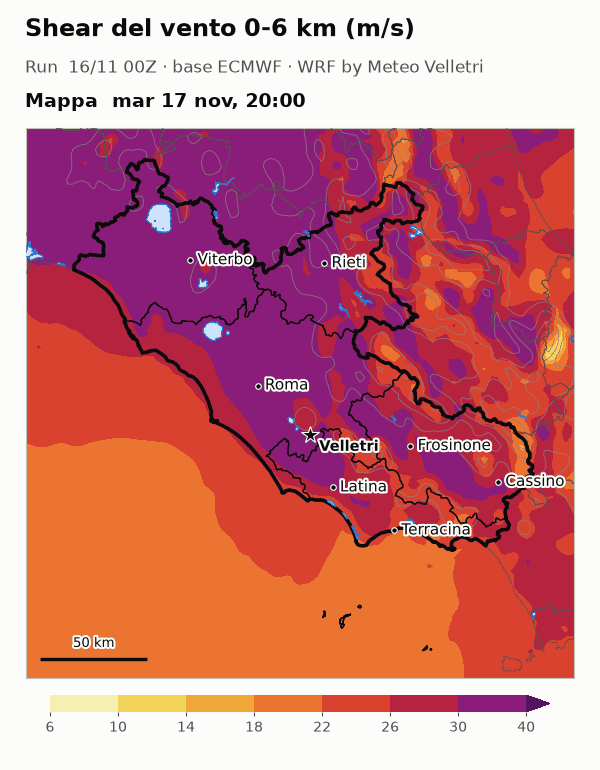 Shear del vento 0-6 km (m/s)
Run  16/11 00Z · base ECMWF · WRF by Meteo Velletri
Mappa  mar 17 nov, 20:00
Viterbo
Rieti
Roma
Velletri
Frosinone
Latina
Cassino
Terracina
50 km
6 10 14 18 22 26 30 40